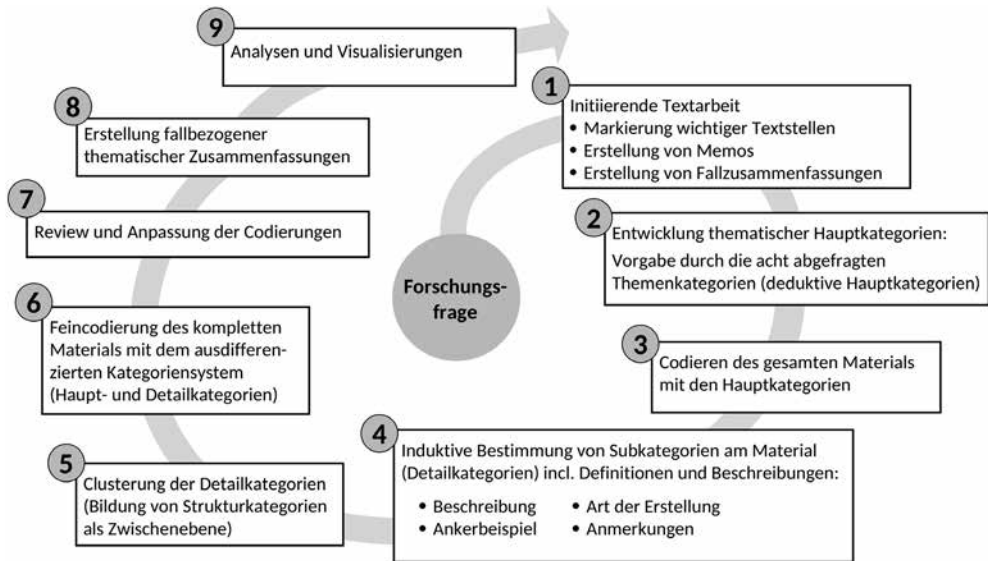 Forschungs-
frage
1
Initiierende Textarbeit
• Markierung wichtiger Textstellen
• Erstellung von Memos
• Erstellung von Fallzusammenfassungen
2
Entwicklung thematischer Hauptkategorien:
Vorgabe durch die acht abgefragten
Themenkategorien (deduktive Hauptkategorien)
3
Codieren des gesamten Materials
mit den Hauptkategorien
4
Induktive Bestimmung von Subkategorien am Material
(Detailkategorien) incl. Definitionen und Beschreibungen:
• Beschreibung • Art der Erstellung
• Ankerbeispiel • Anmerkungen
5
Clusterung der Detailkategorien
(Bildung von Strukturkategorien
als Zwischenebene)
6
Feincodierung des kompletten
Materials mit dem ausdifferen-
zierten Kategoriensystem
(Haupt- und Detailkategorien)
7
Review und Anpassung der Codierungen
8
Erstellung fallbezogener
thematischer Zusammenfassungen
9
Analysen und Visualisierungen